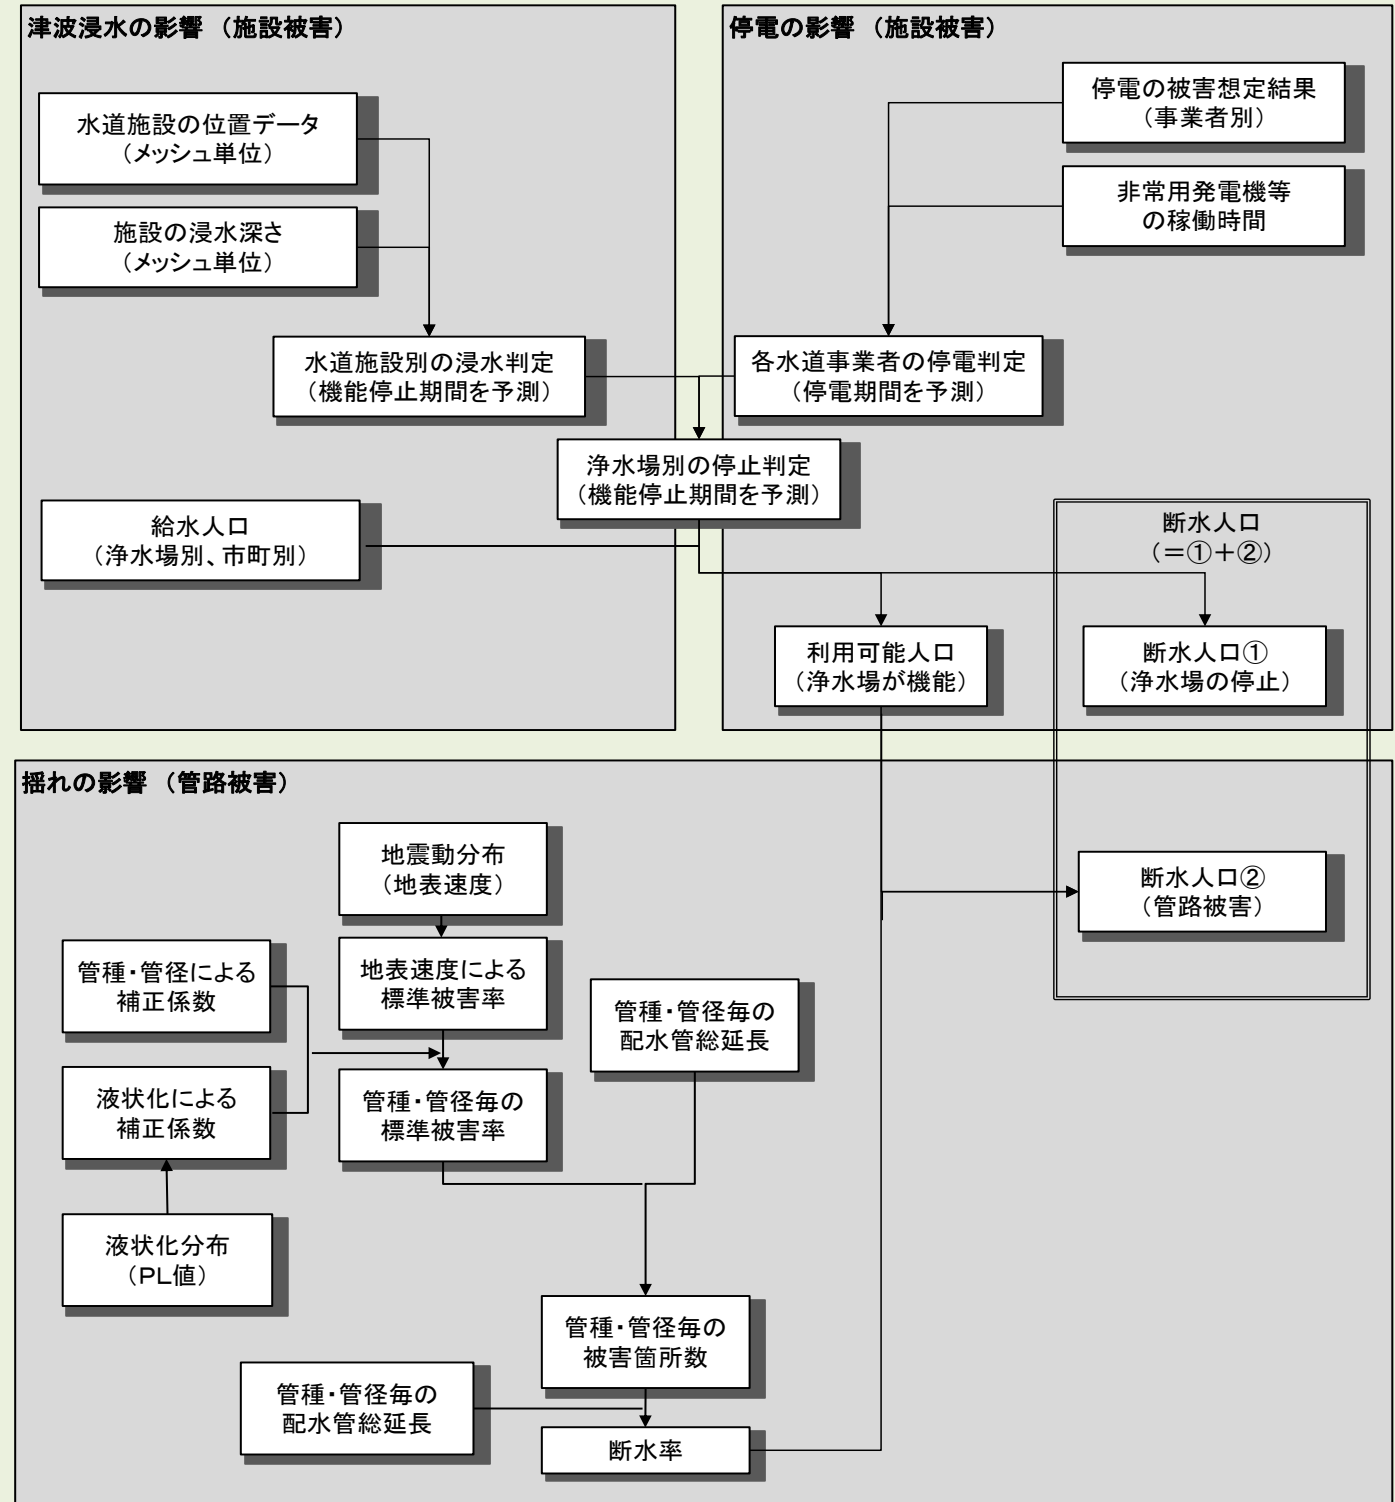 津波浸水の影響 （施設被害）
水道施設の位置データ
（メッシュ単位）
施設の浸水深さ
（メッシュ単位）
水道施設別の浸水判定
（機能停止期間を予測）
停電の影響 （施設被害）
停電の被害想定結果
（事業者別）
非常用発電機等
の稼働時間
各水道事業者の停電判定
（停電期間を予測）
浄水場別の停止判定
（機能停止期間を予測）
給水人口
（浄水場別、市町別）
断水人口
（＝①＋②）
利用可能人口
（浄水場が機能）
断水人口①
（浄水場の停止）
揺れの影響 （管路被害）
地震動分布
（地表速度）
断水人口②
（管路被害）
管種・管径による
補正係数
地表速度による
標準被害率
管種・管径毎の
配水管総延長
液状化による
補正係数
管種・管径毎の
標準被害率
液状化分布
（PL値）
管種・管径毎の
被害箇所数
管種・管径毎の
配水管総延長
断水率